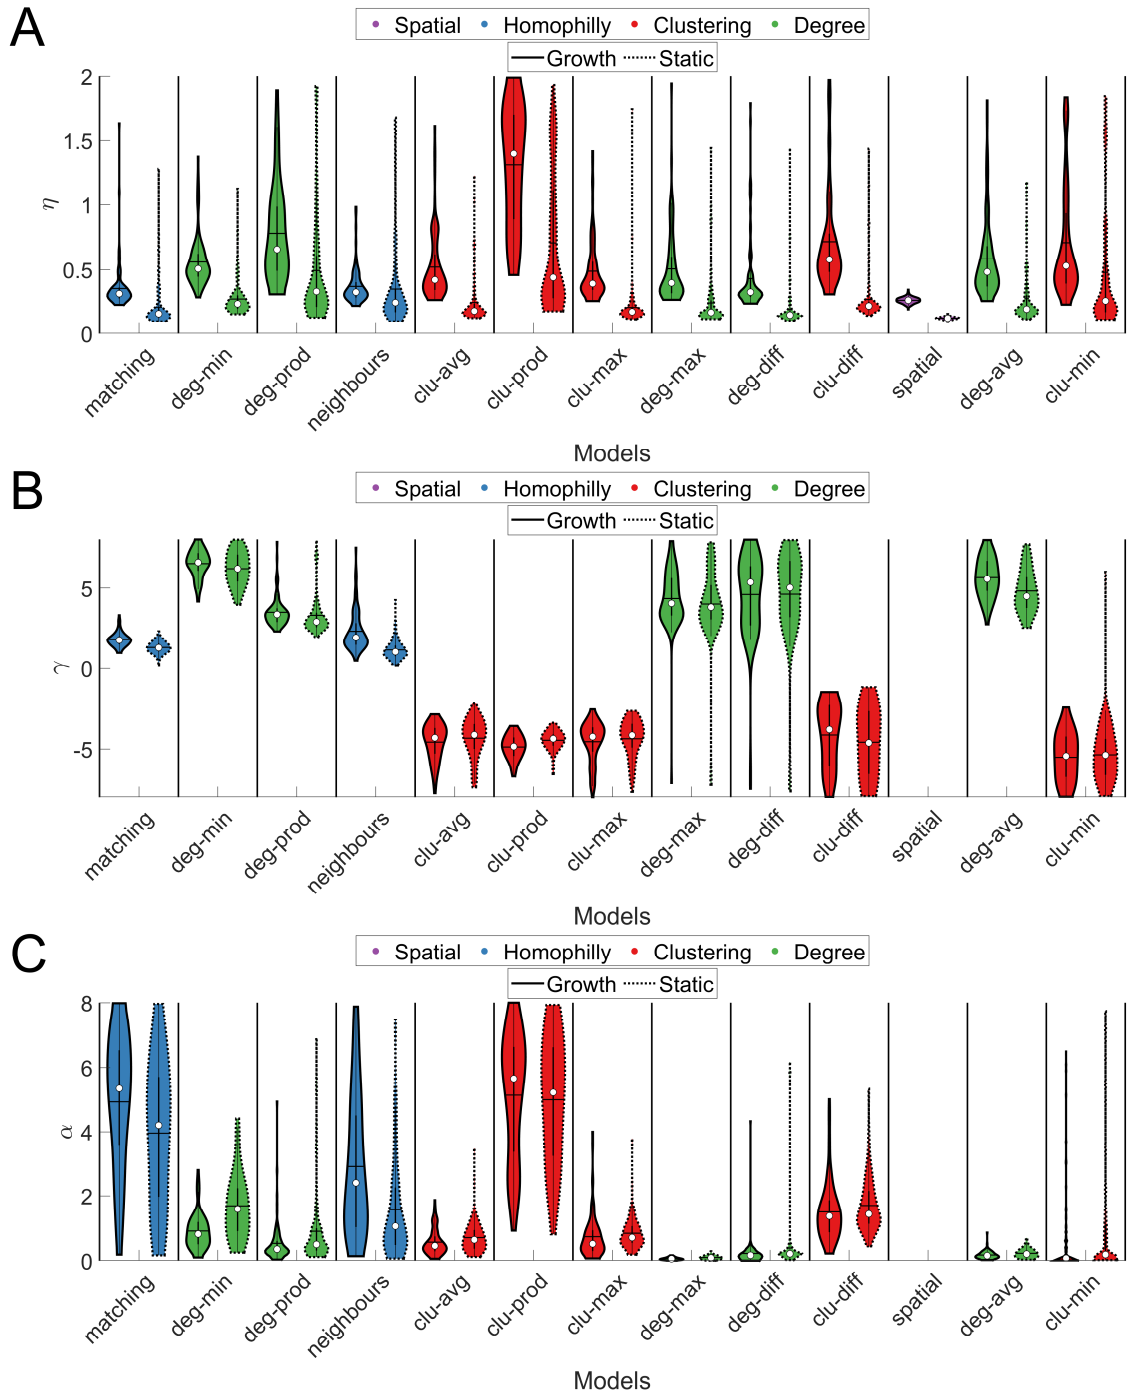 A
Spatial Homophilly Clustering Degree
Growth Static
2
1.5
1
0.5
0
η
matching deg-min deg-prod neighbours clu-avg clu-prod clu-max deg-max deg-diff clu-diff spatial deg-avg clu-min
Models
B
Spatial Homophilly Clustering Degree
Growth Static
5
0
-5
γ
matching deg-min deg-prod neighbours clu-avg clu-prod clu-max deg-max deg-diff clu-diff spatial deg-avg clu-min
Models
C
Spatial Homophilly Clustering Degree
Growth Static
8
6
4
2
0
α
matching deg-min deg-prod neighbours clu-avg clu-prod clu-max deg-max deg-diff clu-diff spatial deg-avg clu-min
Models